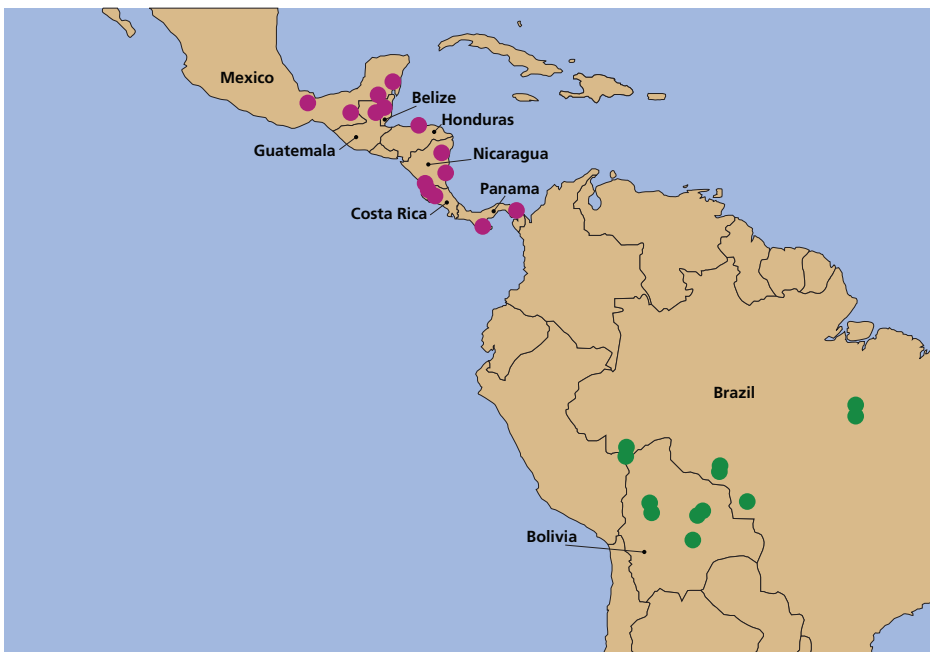 Mexico
Belize
Honduras
Guatemala
Nicaragua
Panama
Costa Rica
Brazil
Bolivia